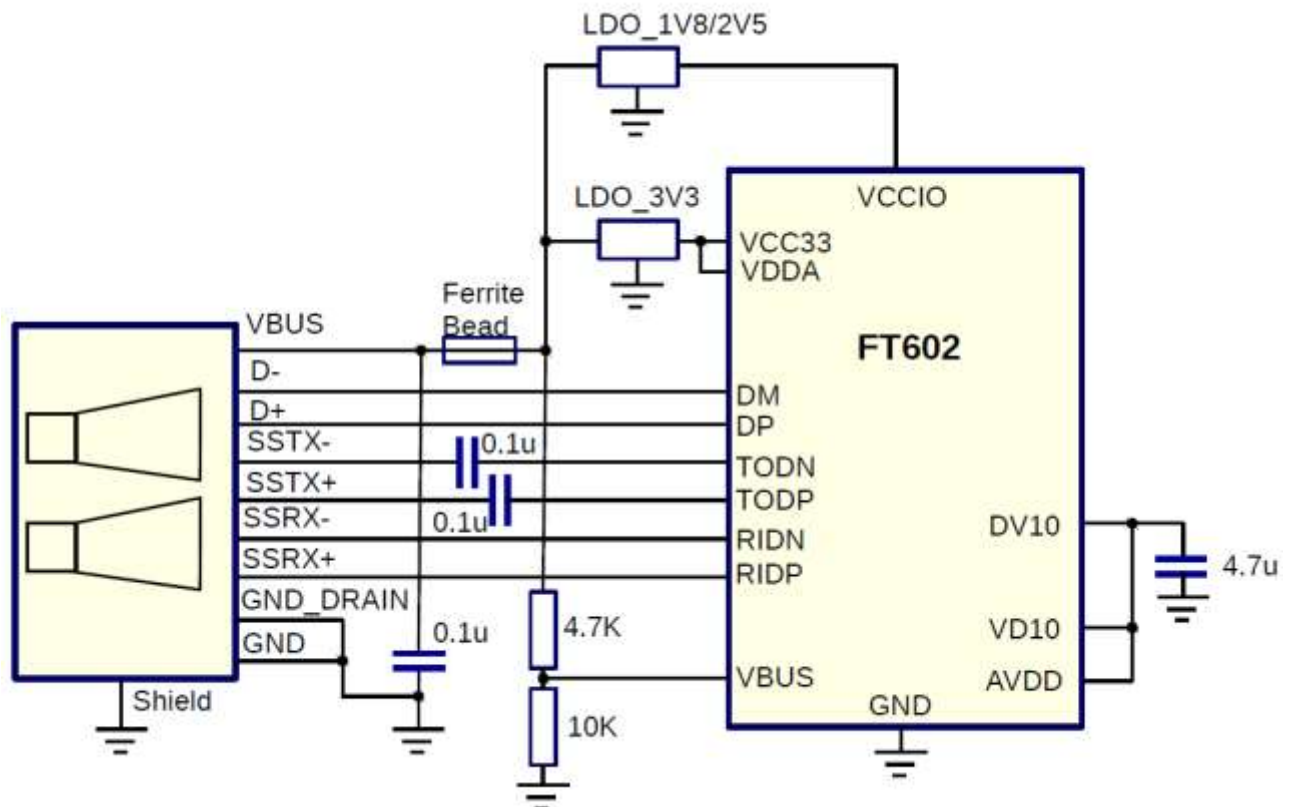 LDO_1V8/2V5
VCCIO
LDO_3V3
VCC33
VDDA
Ferrite
Bead
VBUS
FT602
D-
DM
D+
DP
SSTX-
0.1u
TODN
SSTX+
TODP
0.1u
SSRX-
RIDN
DV10
SSRX+
RIDP
4.7u
GND_DRAIN
0.1u
4.7K
VD10
GND
VBUS
AVDD
Shield
GND
10K